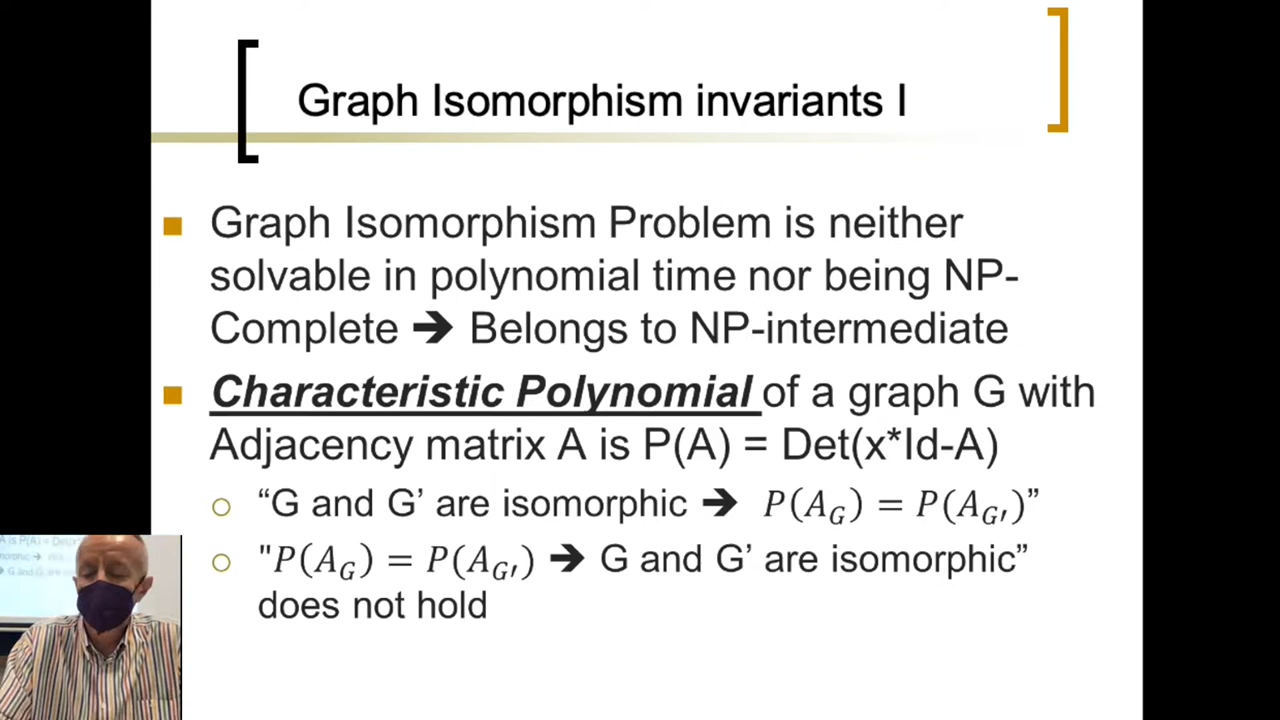 Graph Isomorphism invariants I
Graph Isomorphism Problem is neither
solvable in polynomial time nor being NP-
Complete ➔ Belongs to NP-intermediate
Characteristic Polynomial of a graph G with
Adjacency matrix A is P(A) = Det(x*Id-A)
“G and G’ are isomorphic ➔ P(A_G) = P(A_G′)”
"P(A_G) = P(A_G′) ➔ G and G’ are isomorphic”
does not hold